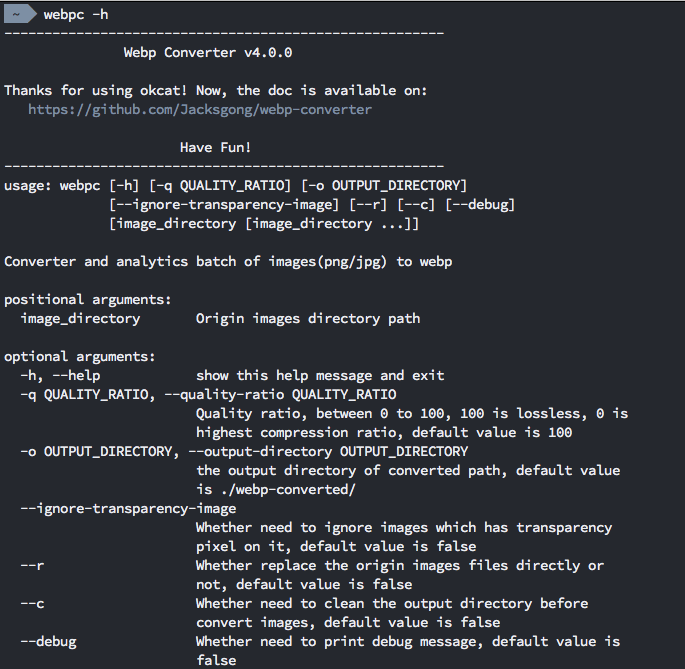 ~ webpc -h
-------------------------------------------------------
Webp Converter v4.0.0
Thanks for using okcat! Now, the doc is available on:
https://github.com/Jacksgong/webp-converter
Have Fun!
-------------------------------------------------------
usage: webpc [-h] [-q QUALITY_RATIO] [-o OUTPUT_DIRECTORY]
[--ignore-transparency-image] [--r] [--c] [--debug]
[image_directory [image_directory ...]]
Converter and analytics batch of images(png/jpg) to webp
positional arguments:
image_directory Origin images directory path
optional arguments:
-h, --help show this help message and exit
-q QUALITY_RATIO, --quality-ratio QUALITY_RATIO
Quality ratio, between 0 to 100, 100 is lossless, 0 is
highest compression ratio, default value is 100
-o OUTPUT_DIRECTORY, --output-directory OUTPUT_DIRECTORY
the output directory of converted path, default value
is ./webp-converted/
--ignore-transparency-image
Whether need to ignore images which has transparency
pixel on it, default value is false
--r Whether replace the origin images files directly or
not, default value is false
--c Whether need to clean the output directory before
convert images, default value is false
--debug Whether need to print debug message, default value is
false